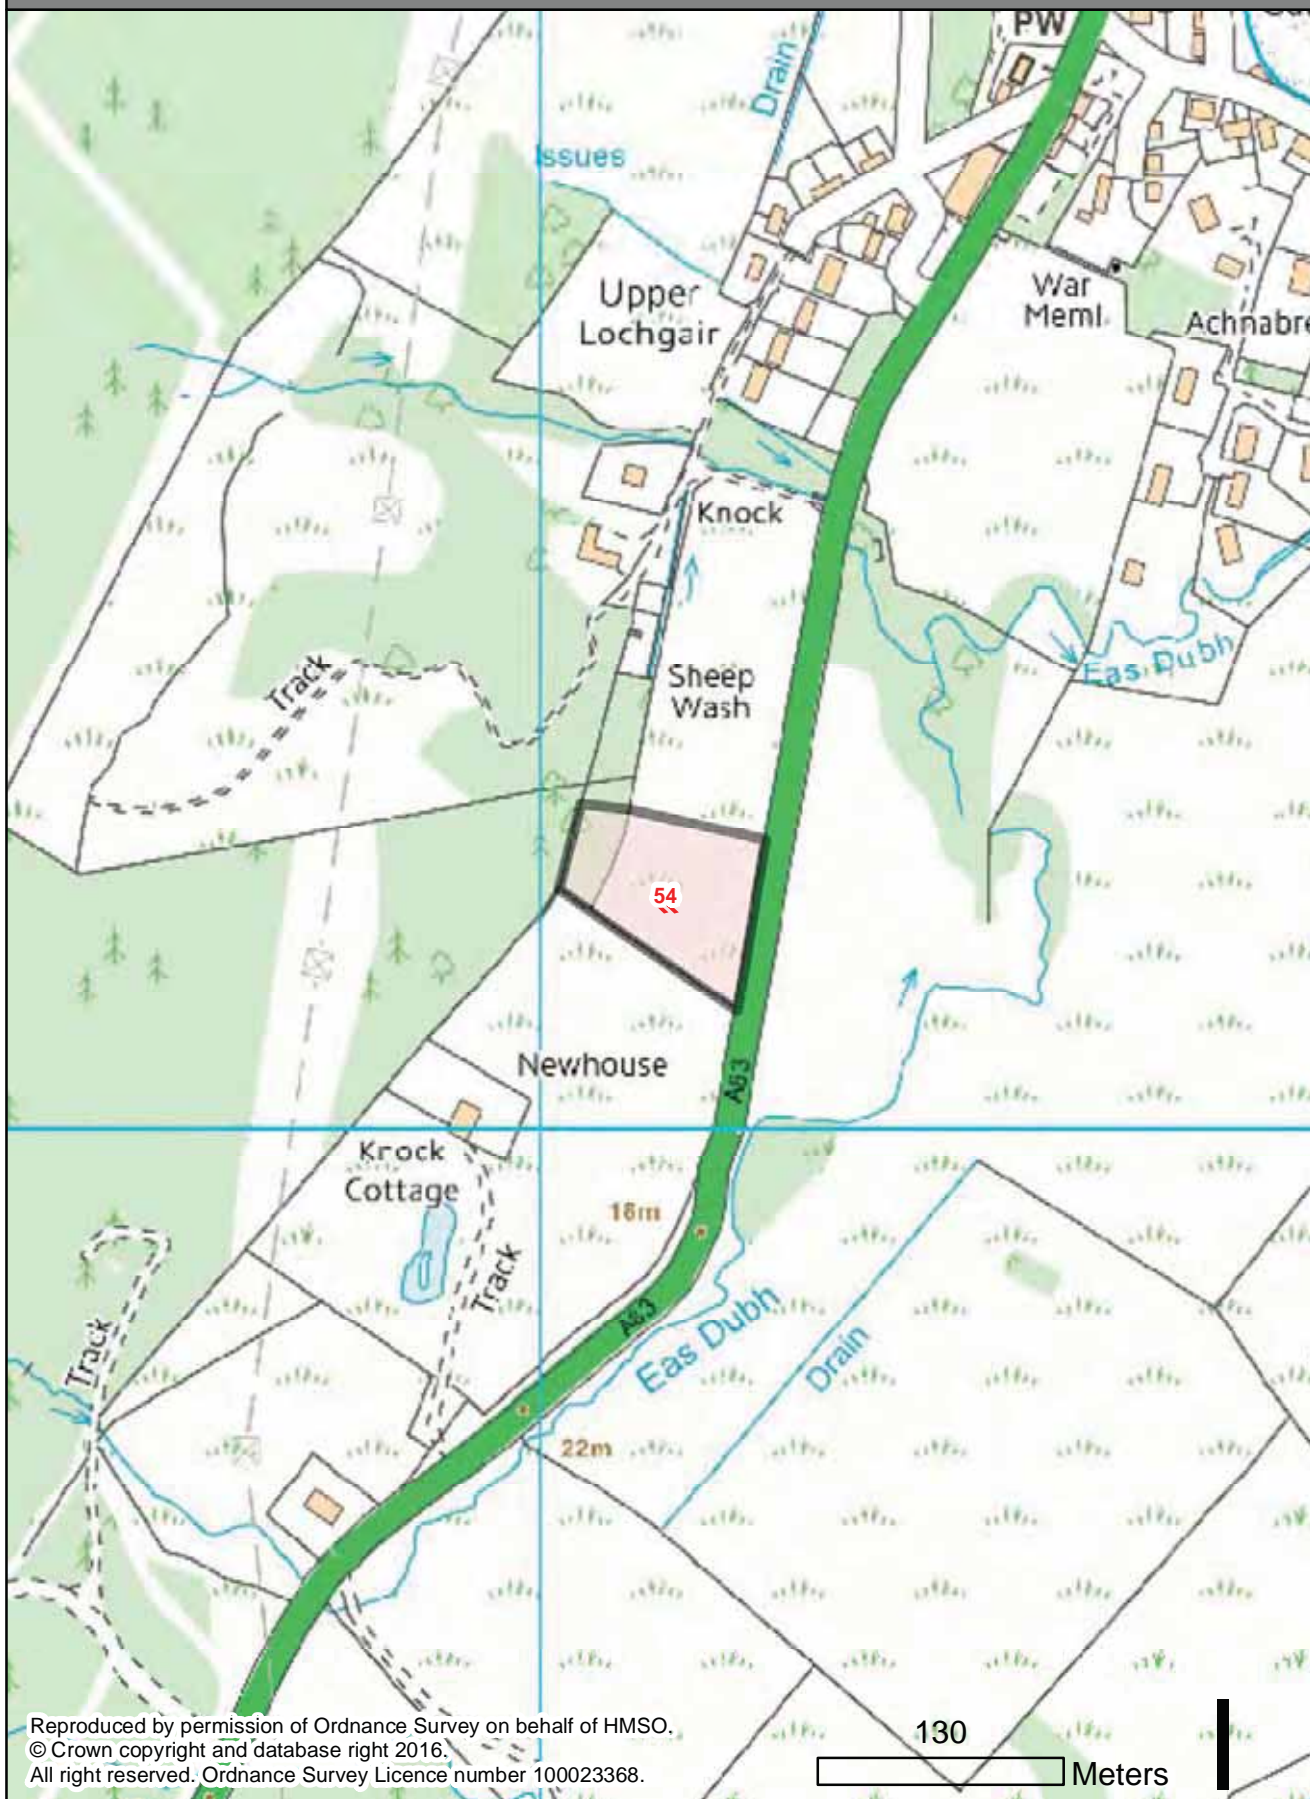 PW
Drain
Issues
Upper
Lochgair
War
Meml.
Achnabre
Knock
Eas Dubh
Track
Sheep
Wash
54
A83
Newhouse
Knock
Cottage
16m
Track
A83
Eas Dubh
Drain
Track
22m
Reproduced by permission of Ordnance Survey on behalf of HMSO.
© Crown copyright and database right 2016.
All right reserved. Ordnance Survey Licence number 100023368.
130
Meters